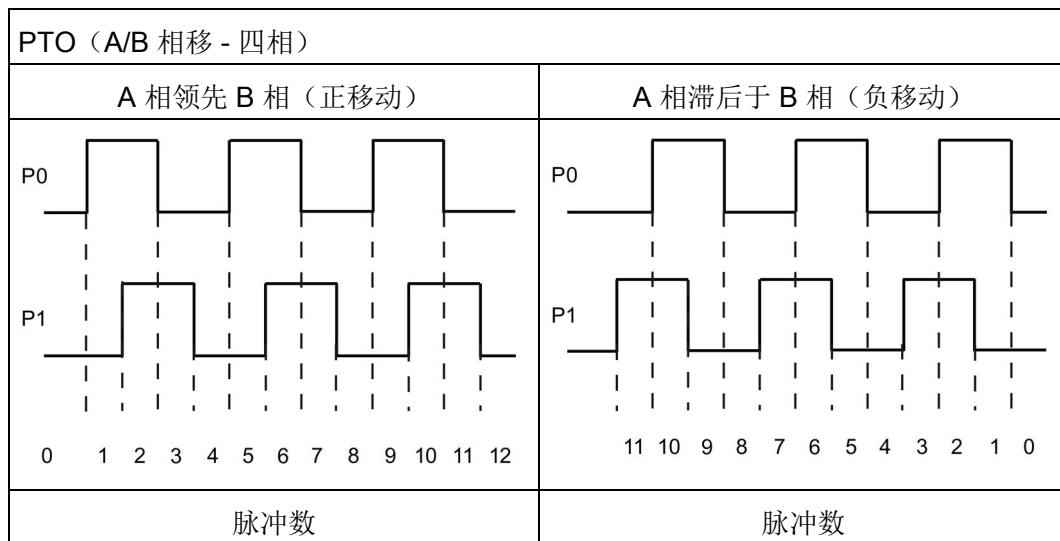 PTO（A/B 相移 - 四相）
A 相领先 B 相（正移动）
A 相滞后于 B 相（负移动）
P0
P0
P1
P1
0 1 2 3 4 5 6 7 8 9 10 11 12
11 10 9 8 7 6 5 4 3 2 1 0
脉冲数
脉冲数